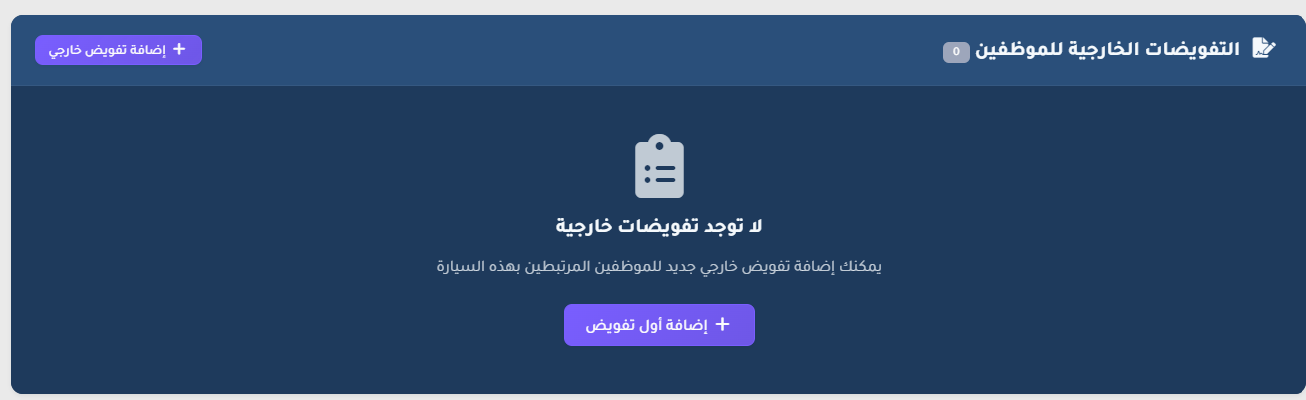 التفويضات الخارجية للموظفين 0
+ إضافة تفويض خارجي
لا توجد تفويضات خارجية
يمكنك إضافة تفويض خارجي جديد للموظفين المرتبطين بهذه السيارة
+ إضافة أول تفويض